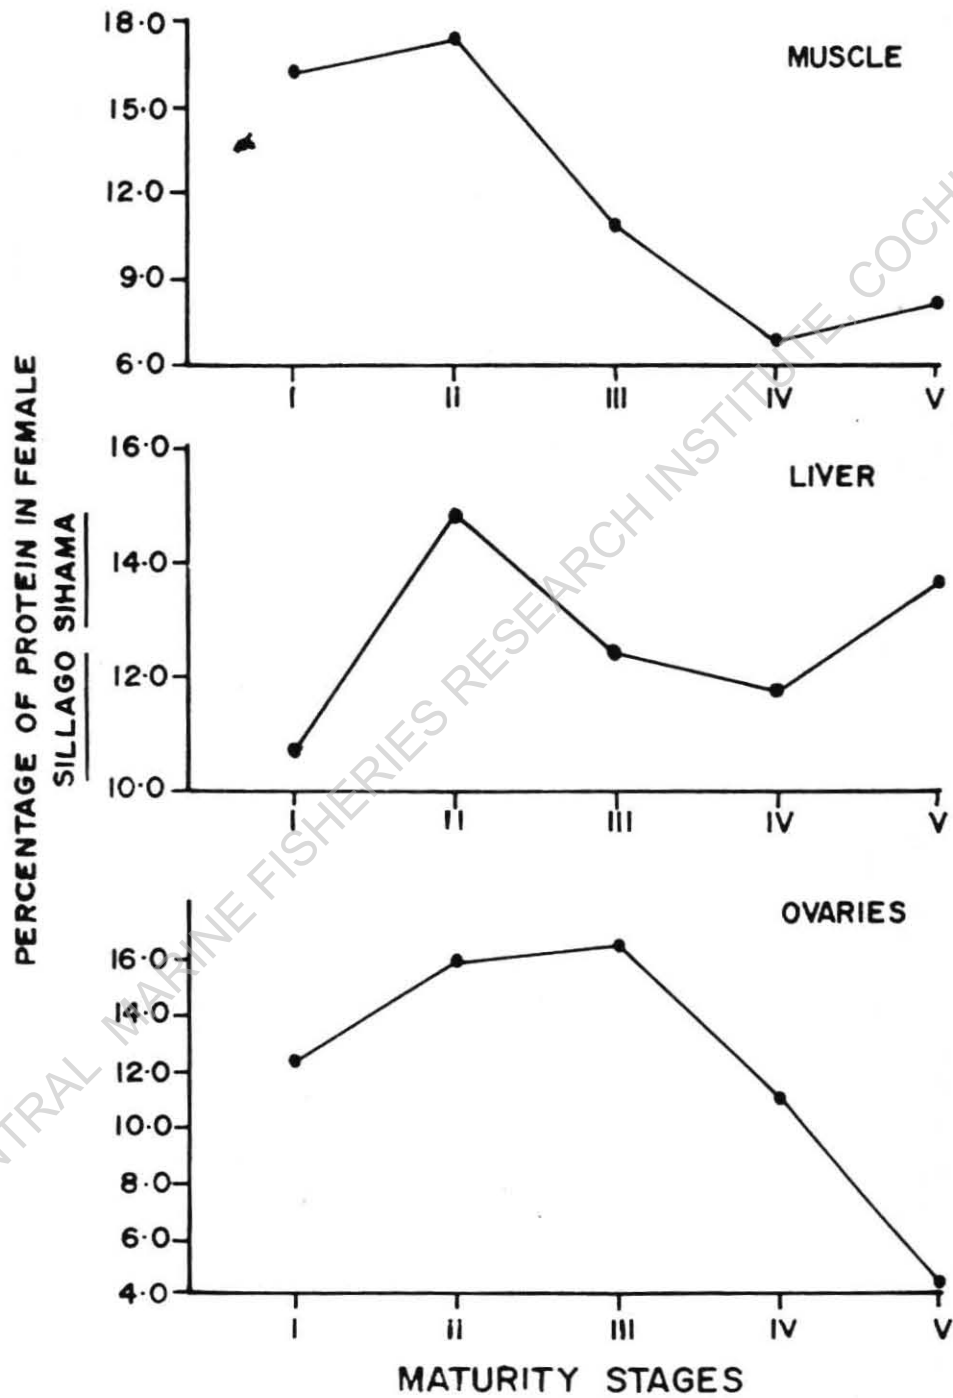 PERCENTAGE OF PROTEIN IN FEMALE
SILLAGO SIHAMA
MUSCLE
18·0
15·0
12·0
9·0
6·0
I II III IV V
LIVER
16·0
14·0
12·0
10·0
I II III IV V
OVARIES
16·0
14·0
12·0
10·0
8·0
6·0
4·0
I II III IV V
MATURITY STAGES
MARINE FISHERIES RESEARCH INSTITUTE,